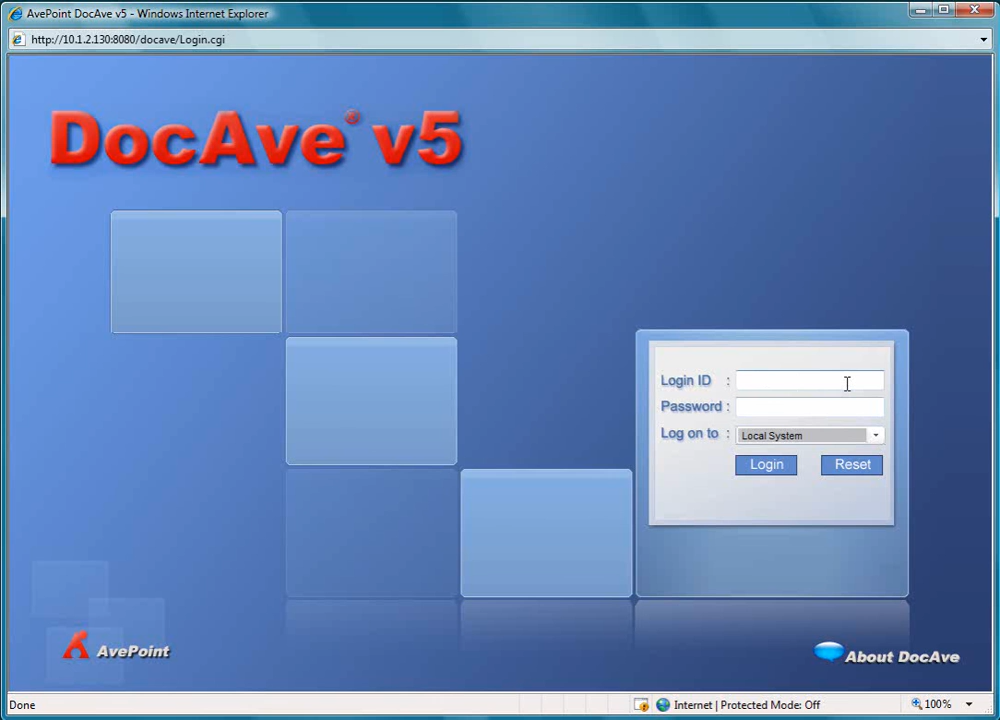 AvePoint DocAve v5 - Windows Internet Explorer
http://10.1.2.130:8080/docave/Login.cgi
DocAve® v5
Login ID :
Password :
Log on to : Local System
Login Reset
AvePoint
About DocAve
Done
Internet | Protected Mode: Off
100%